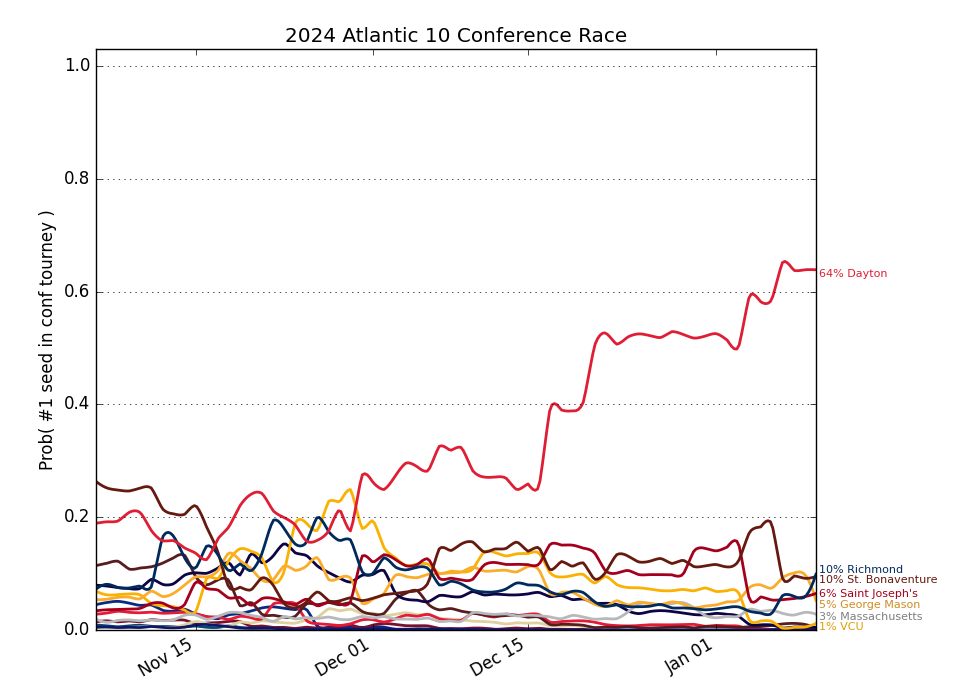 2024 Atlantic 10 Conference Race
Prob( #1 seed in conf tourney )
1.0
0.8
0.6
0.4
0.2
0.0
Nov 15
Dec 01
Dec 15
Jan 01
64% Dayton
10% Richmond
10% St. Bonaventure
6% Saint Joseph's
5% George Mason
3% Massachusetts
1% VCU